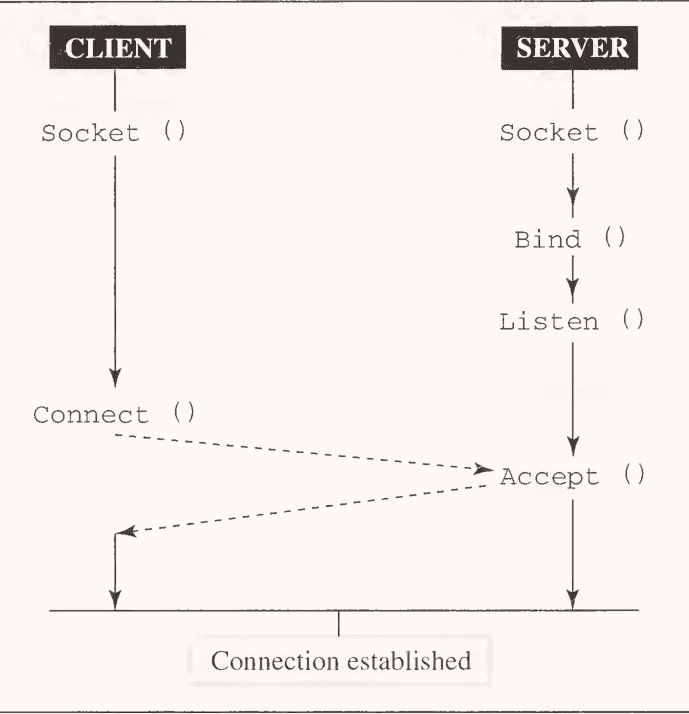 CLIENT SERVER
Socket () Socket ()
Bind ()
Listen ()
Connect ()
Accept ()
Connection established